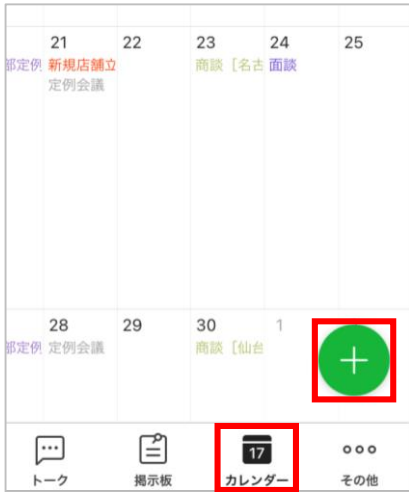 21 22 23 24 25
部定例 新規店舗立 商談［名古 面談
定例会議
28 29 30 1
部定例 定例会議 商談［仙台
17
トーク 掲示板 カレンダー その他